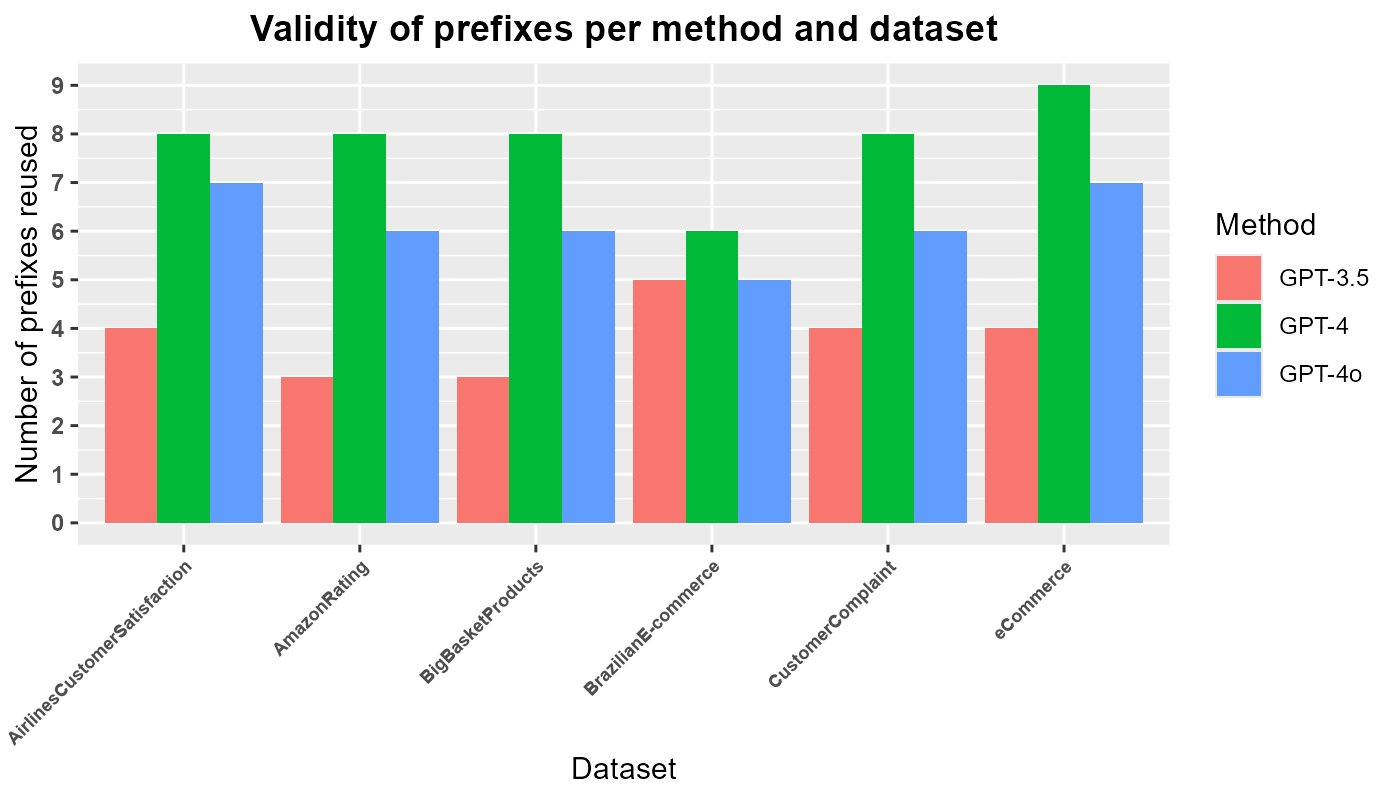 Validity of prefixes per method and dataset
Number of prefixes reused
9
8
7
6
5
4
3
2
1
0
AirlinesCustomerSatisfaction
AmazonRating
BigBasketProducts
BrazilianE-commerce
CustomerComplaint
eCommerce
Dataset
Method
GPT-3.5
GPT-4
GPT-4o